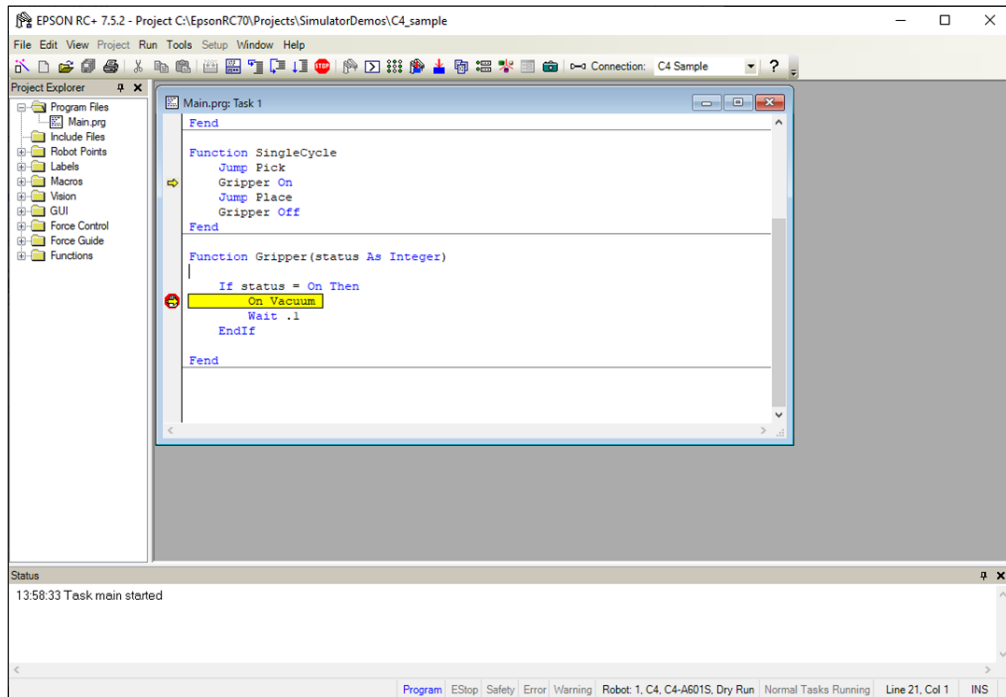 EPSON RC+ 7.5.2 - Project C:\EpsonRC70\Projects\SimulatorDemos\C4_sample
File Edit View Project Run Tools Setup Window Help
STOP Connection: C4 Sample ?
Project Explorer
Program Files
Main.prg
Include Files
Robot Points
Labels
Macros
Vision
GUI
Force Control
Force Guide
Functions
Main.prg: Task 1
Fend
Function SingleCycle
Jump Pick
Gripper On
Jump Place
Gripper Off
Fend
Function Gripper(status As Integer)
If status = On Then
On Vacuum
Wait .1
EndIf
Fend
Status
13:58:33 Task main started
Program EStop Safety Error Warning Robot: 1, C4, C4-A601S, Dry Run Normal Tasks Running Line 21, Col 1 INS